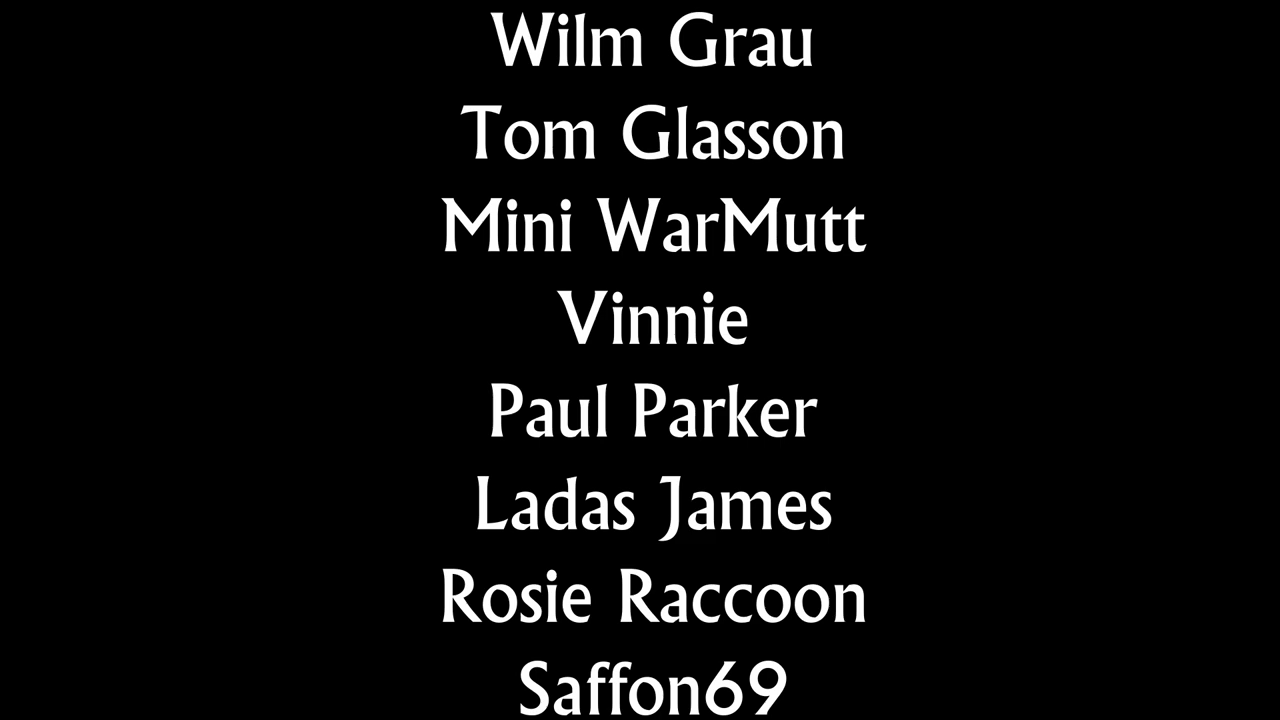 Wilm Grau
Tom Glasson
Mini WarMutt
Vinnie
Paul Parker
Ladas James
Rosie Raccoon
Saffon69